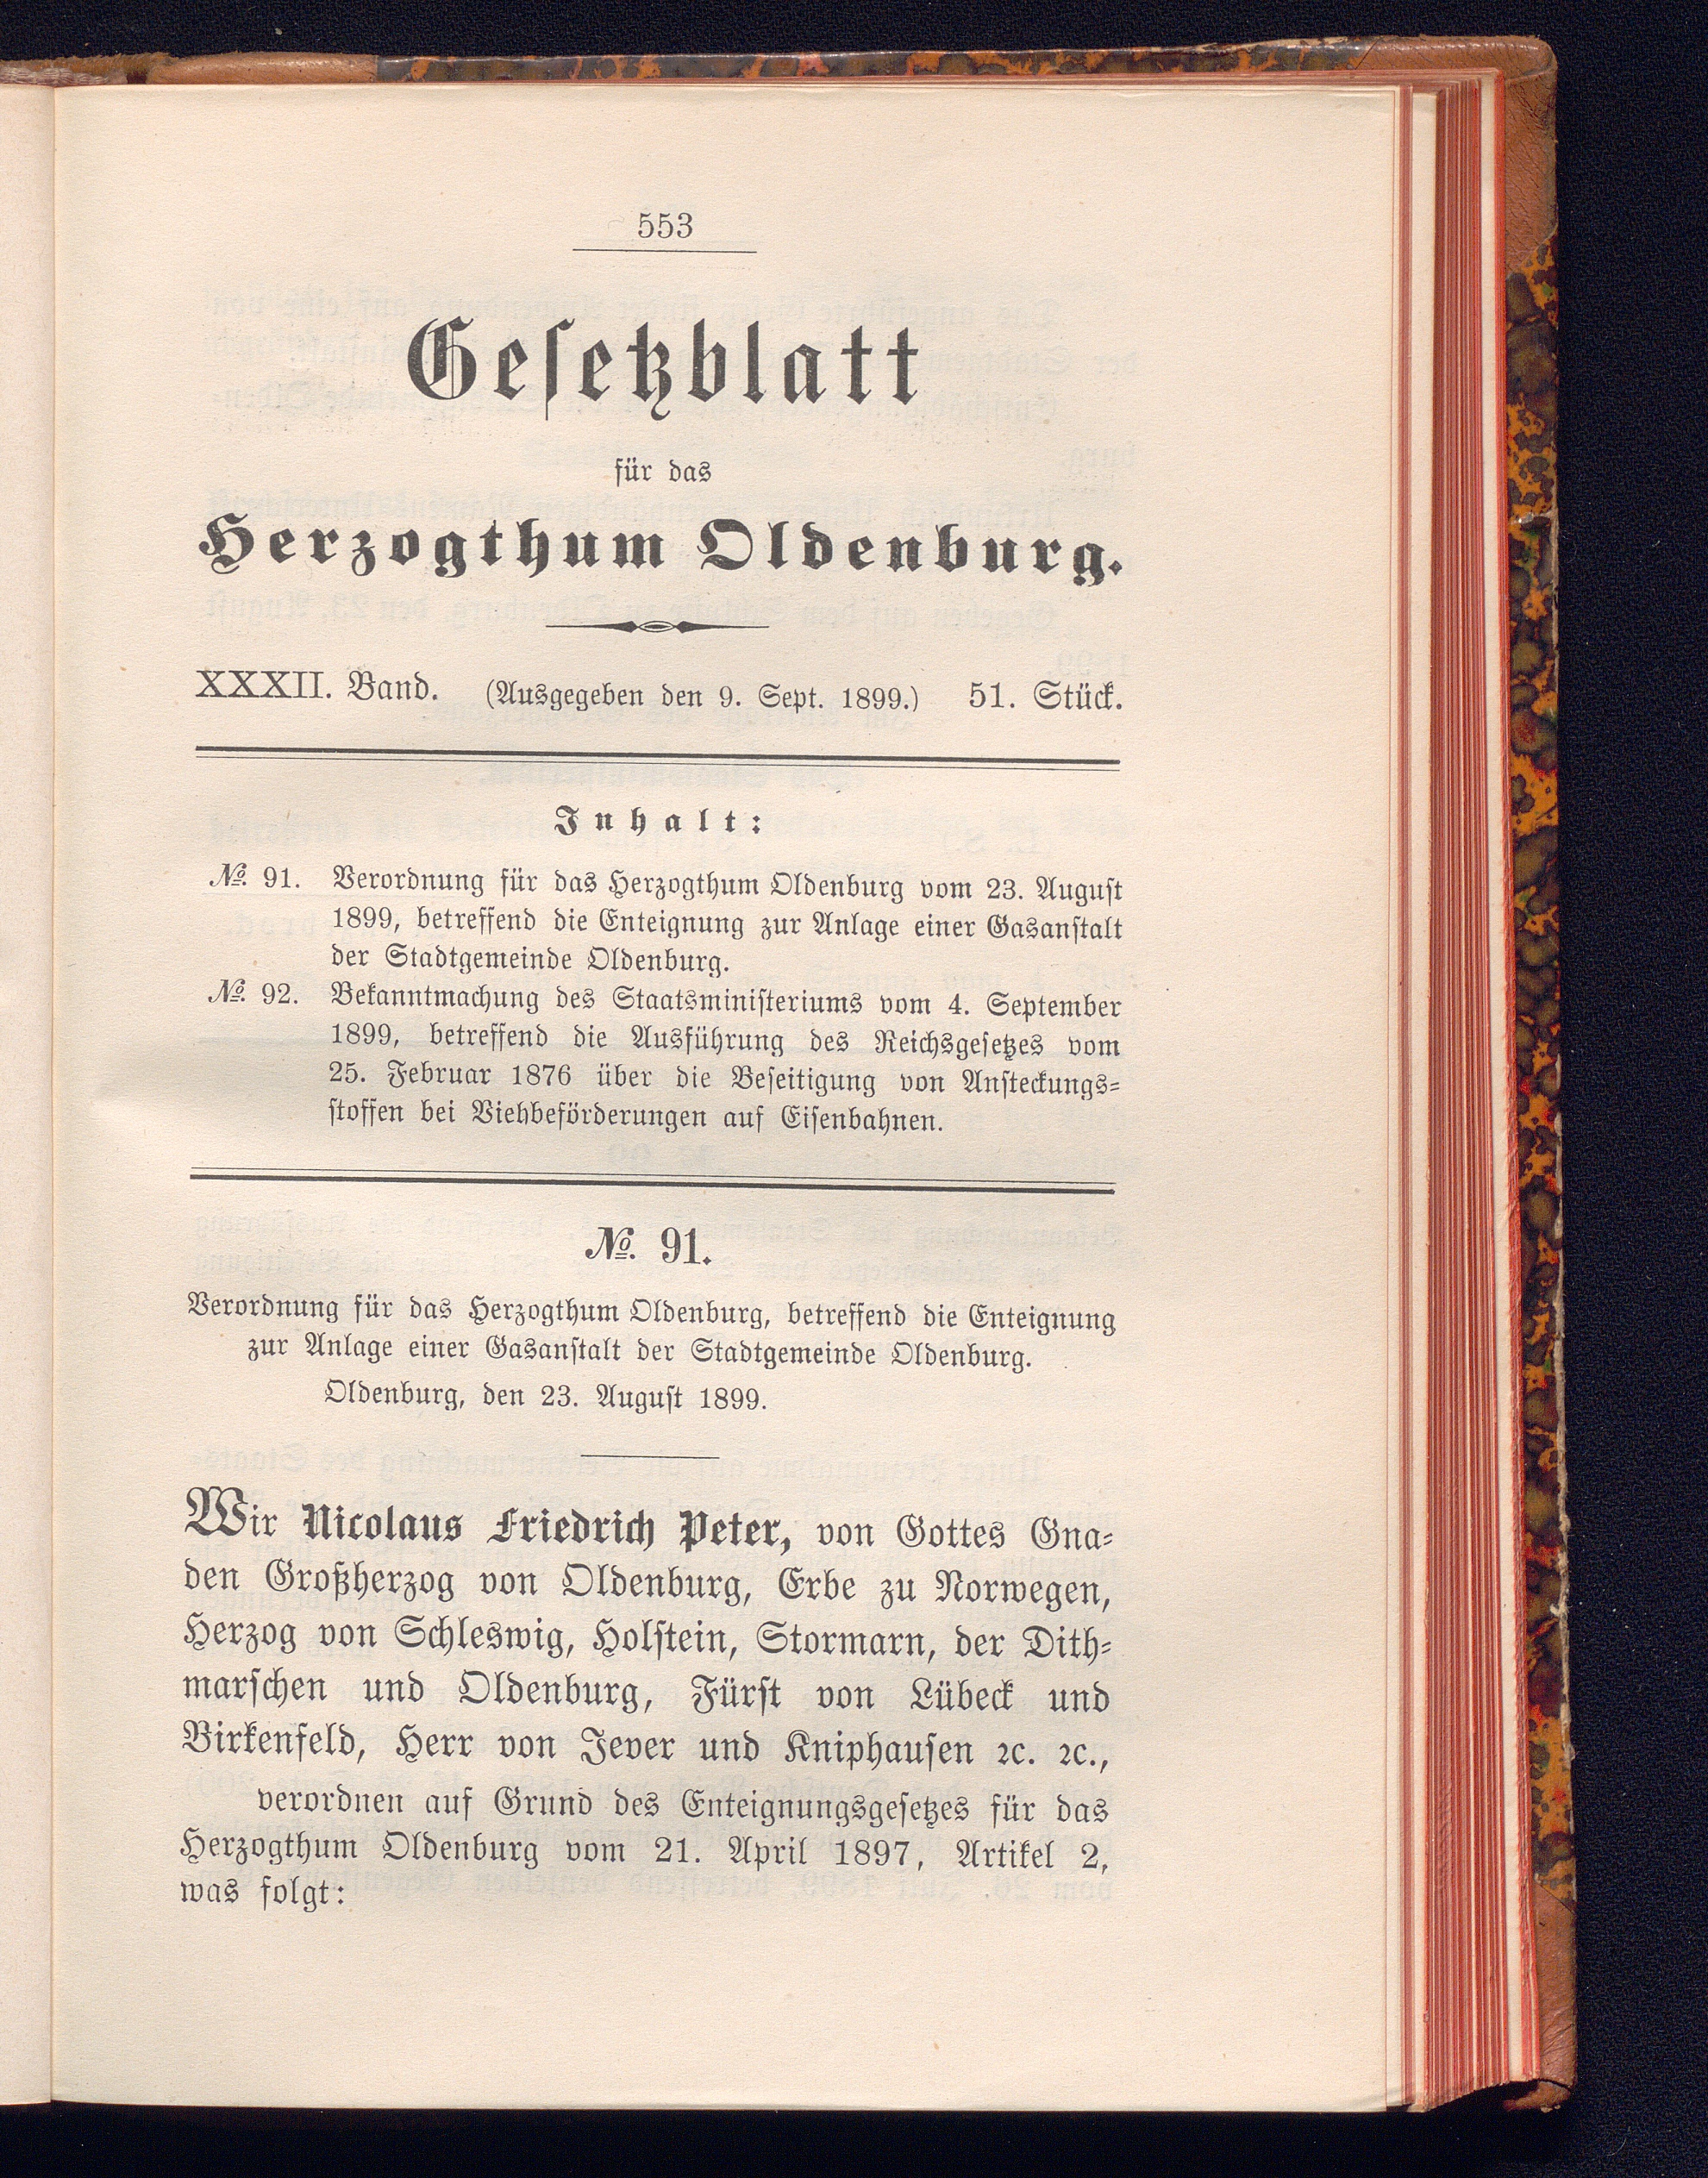 553
Gesetzblatt
für das
Herzogthum Oldenburg.
XXXII. Band. (Ausgegeben den 9. Sept. 1899.) 51. Stück.
Inhalt:
№. 91. Verordnung für das Herzogthum Oldenburg vom 23. August
1899, betreffend die Enteignung zur Anlage einer Gasanstalt
der Stadtgemeinde Oldenburg.
№. 92. Bekanntmachung des Staatsministeriums vom 4. September
1899, betreffend die Ausführung des Reichsgesetzes vom
25. Februar 1876 über die Beseitigung von Ansteckungs-
stoffen bei Viehbeförderungen auf Eisenbahnen.
№. 91.
Verordnung für das Herzogthum Oldenburg, betreffend die Enteignung
zur Anlage einer Gasanstalt der Stadtgemeinde Oldenburg.
Oldenburg, den 23. August 1899.
Wir Nicolaus Friedrich Peter, von Gottes Gna-
den Großherzog von Oldenburg, Erbe zu Norwegen,
Herzog von Schleswig, Holstein, Stormarn, der Dith-
marschen und Oldenburg, Fürst von Lübeck und
Birkenfeld, Herr von Jever und Kniphausen ꝛc. ꝛc.,
verordnen auf Grund des Enteignungsgesetzes für das
Herzogthum Oldenburg vom 21. April 1897, Artikel 2,
was folgt: